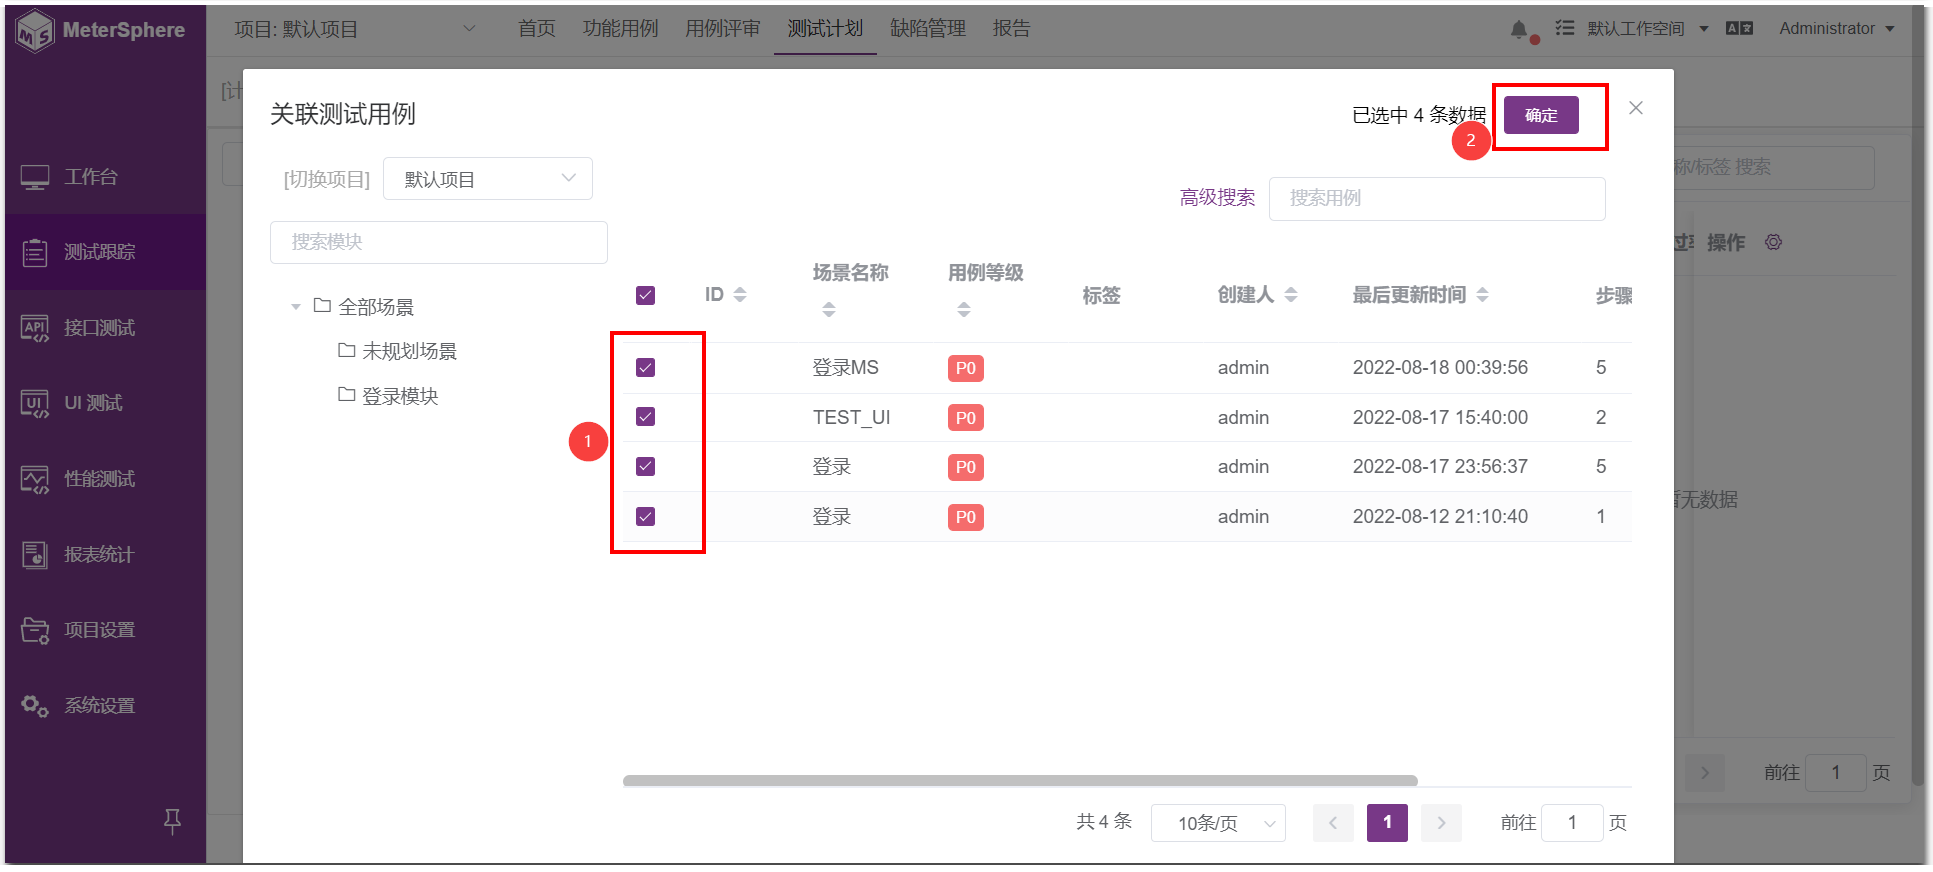 MeterSphere
项目: 默认项目
首页
功能用例
用例评审
测试计划
缺陷管理
报告
默认工作空间
Administrator
工作台
测试跟踪
接口测试
UI 测试
性能测试
报表统计
项目设置
系统设置
关联测试用例
已选中 4 条数据
确定
2
[切换项目]
默认项目
高级搜索
搜索用例
搜索模块
全部场景
未规划场景
登录模块
1
ID 场景名称 用例等级 标签 创建人 最后更新时间 步骤
登录MS P0 admin 2022-08-18 00:39:56 5
TEST_UI P0 admin 2022-08-17 15:40:00 2
登录 P0 admin 2022-08-17 23:56:37 5
登录 P0 admin 2022-08-12 21:10:40 1
共 4 条
10条/页
1
前往 1 页
[计
称/标签 搜索
操作
无数据
前往 1 页